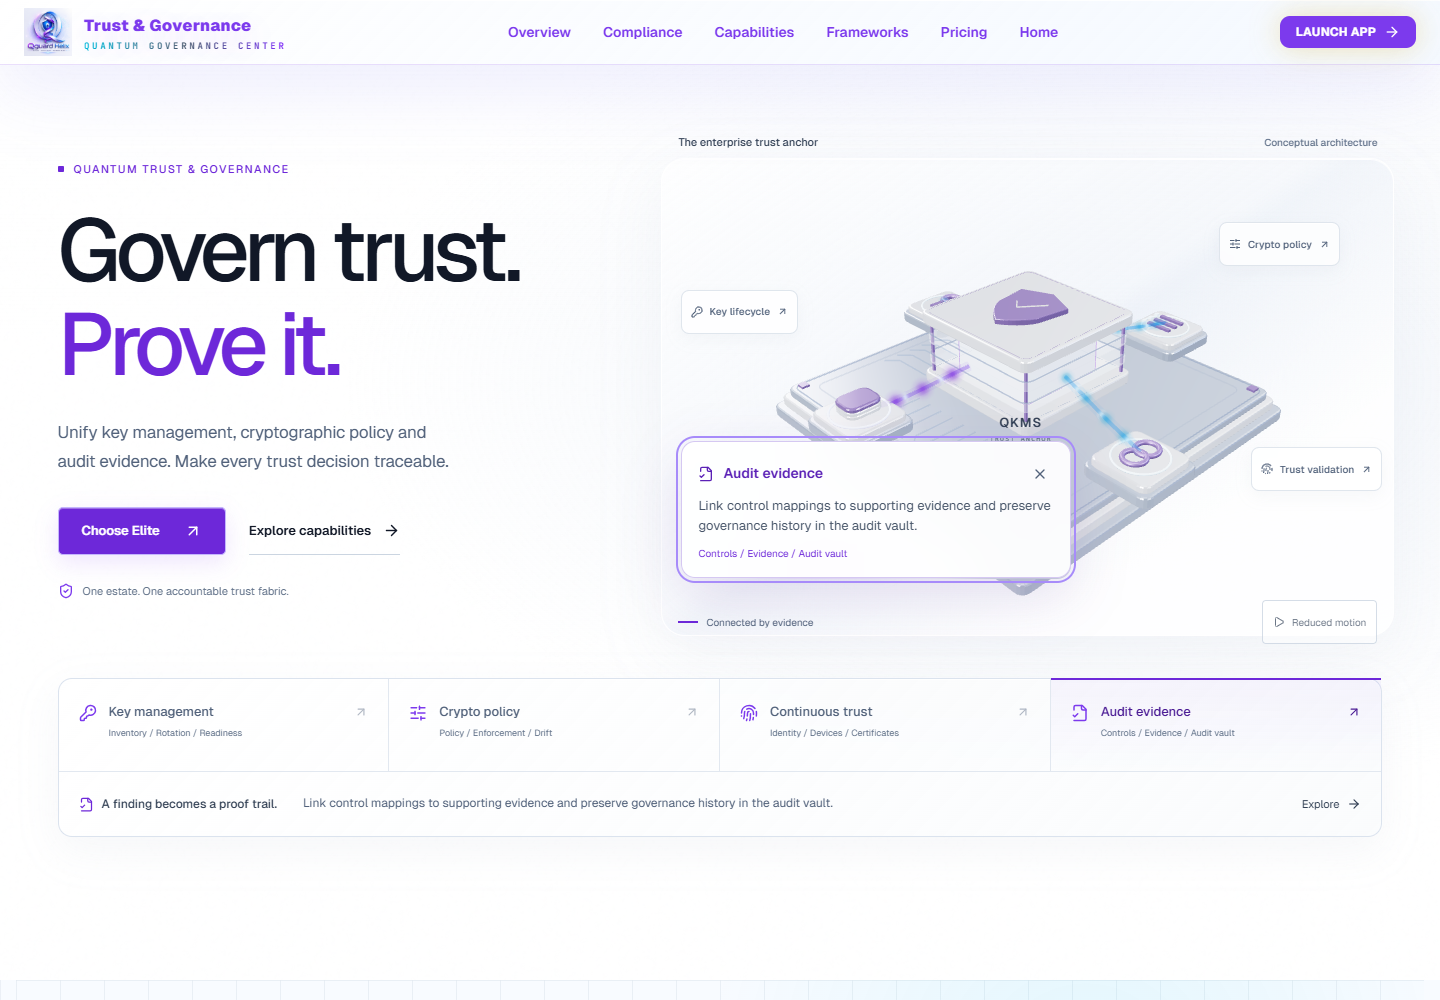 Qguard Helix
Trust & Governance
QUANTUM GOVERNANCE CENTER
Overview
Compliance
Capabilities
Frameworks
Pricing
Home
LAUNCH APP
QUANTUM TRUST & GOVERNANCE
Govern trust.
Prove it.
Unify key management, cryptographic policy and
audit evidence. Make every trust decision traceable.
Choose Elite
Explore capabilities
One estate. One accountable trust fabric.
The enterprise trust anchor
Conceptual architecture
Crypto policy
Key lifecycle
QKMS
TRUST ANCHOR
Audit evidence
Link control mappings to supporting evidence and preserve
governance history in the audit vault.
Controls / Evidence / Audit vault
Trust validation
Connected by evidence
Reduced motion
Key management
Inventory / Rotation / Readiness
Crypto policy
Policy / Enforcement / Drift
Continuous trust
Identity / Devices / Certificates
Audit evidence
Controls / Evidence / Audit vault
A finding becomes a proof trail.
Link control mappings to supporting evidence and preserve governance history in the audit vault.
Explore